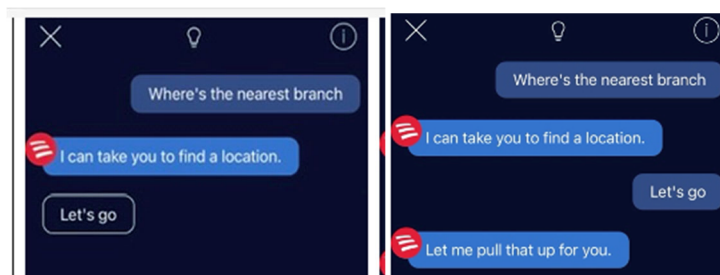 Where's the nearest branch
I can take you to find a location.
Let's go
Where's the nearest branch
I can take you to find a location.
Let's go
Let me pull that up for you.